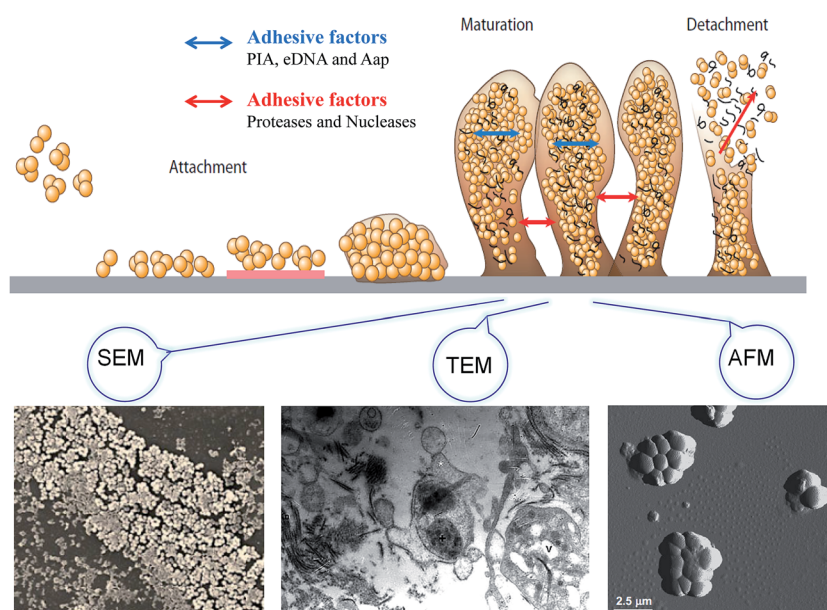 Maturation
Detachment
Adhesive factors
PIA, eDNA and Aap
Adhesive factors
Proteases and Nucleases
Attachment
SEM
TEM
AFM
+
V
2.5 μm